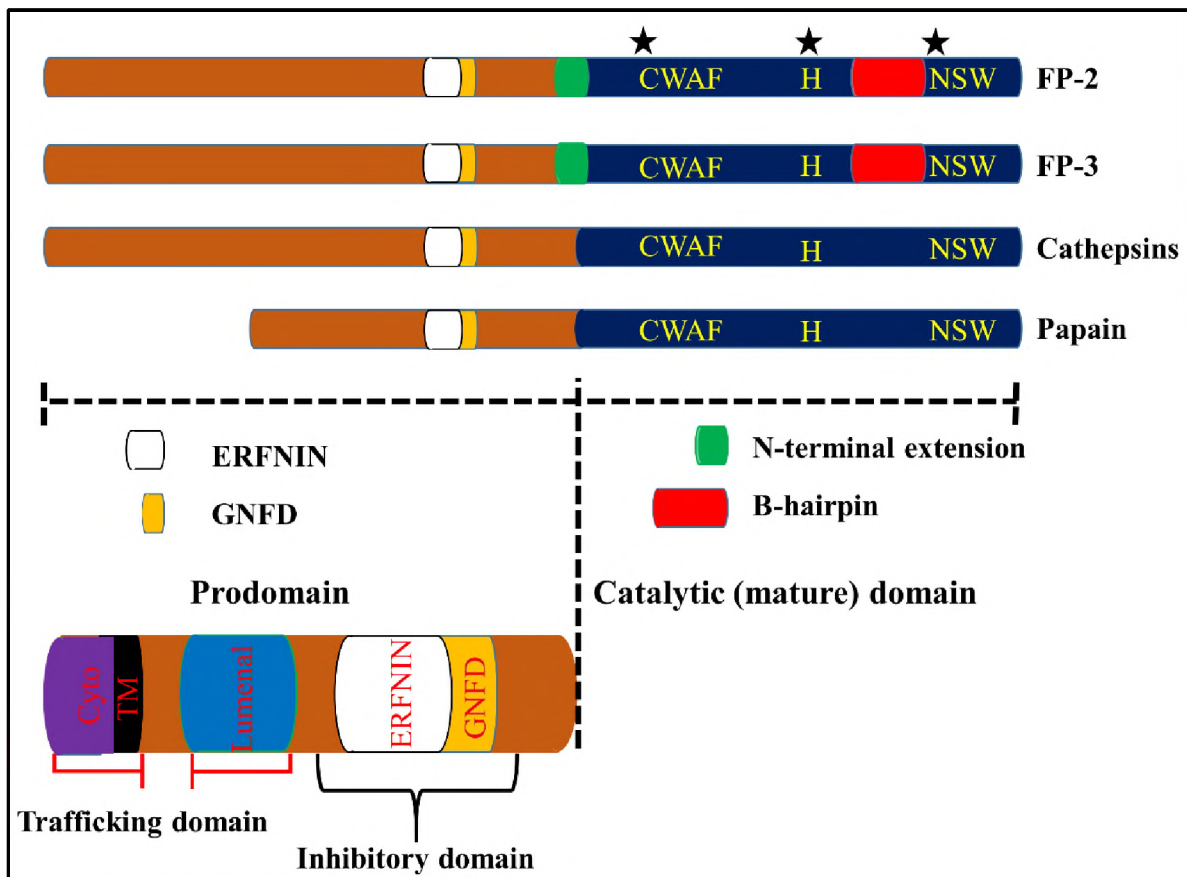 CWAF H NSW FP-2
CWAF H NSW FP-3
CWAF H NSW Cathepsins
CWAF H NSW Papain
ERFNIN
GNFD
N-terminal extension
B-hairpin
Prodomain
Catalytic (mature) domain
Cyto
TM
Lumenal
ERFNIN
GNFD
Trafficking domain
Inhibitory domain